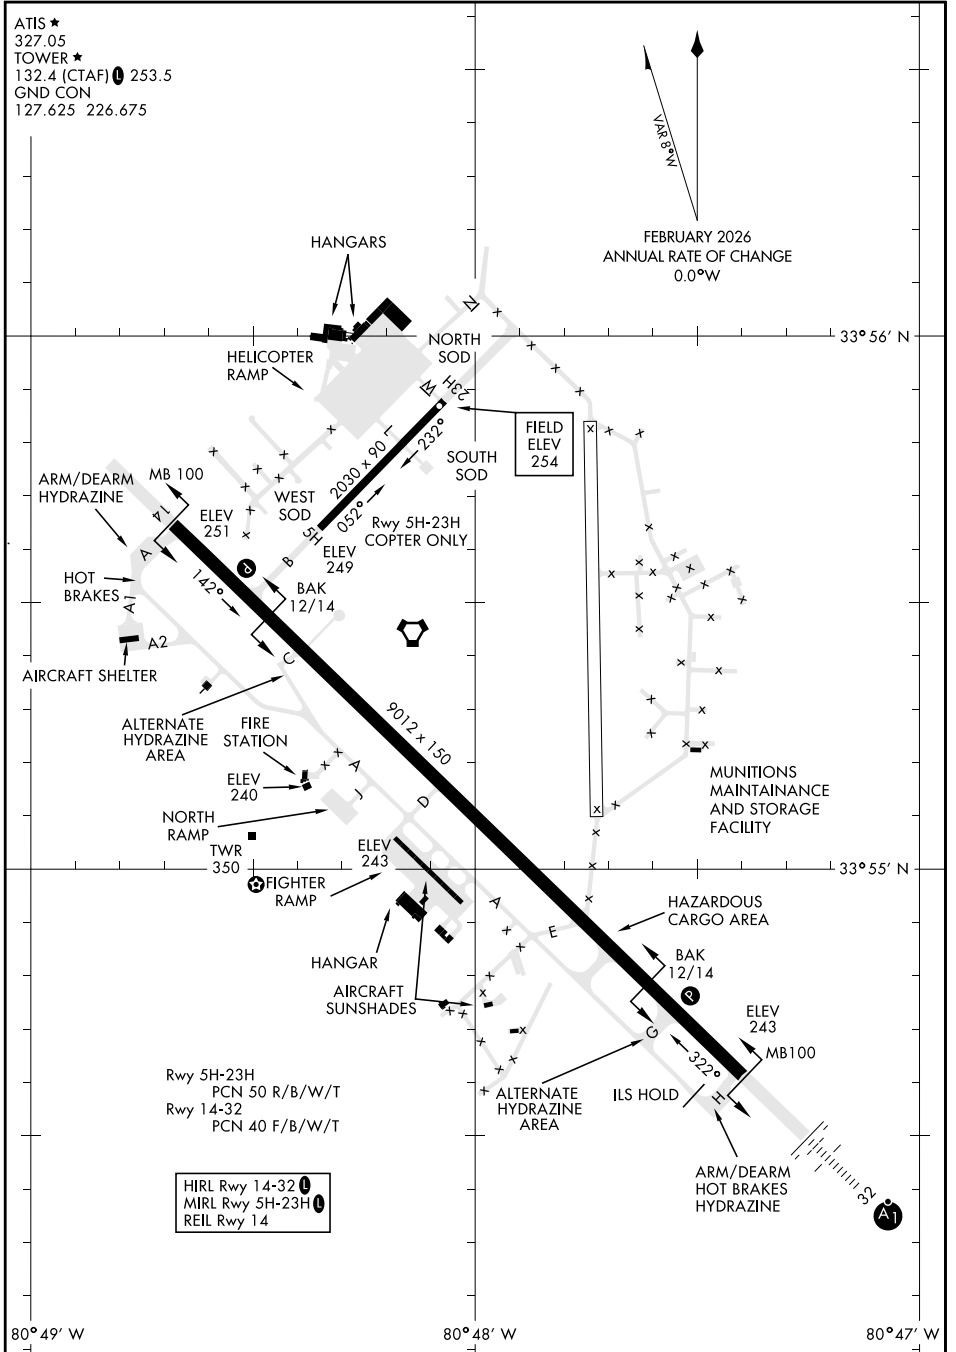 ATIS ★
327.05
TOWER ★
132.4 (CTAF) L 253.5
GND CON
127.625 226.675
VAR 8°W
FEBRUARY 2026
ANNUAL RATE OF CHANGE
0.0°W
HANGARS
N
33°56' N
NORTH
SOD
HELICOPTER
RAMP
W
23H
FIELD
ELEV
254
L
232°
2030 x 90
052°
SOUTH
SOD
ARM/DEARM
HYDRAZINE
MB 100
14
ELEV
251
WEST
SOD
5H
Rwy 5H-23H
COPTER ONLY
ELEV
249
A
B
P
HOT
BRAKES
142°
BAK
12/14
A1
A2
C
AIRCRAFT SHELTER
ALTERNATE
HYDRAZINE
AREA
FIRE
STATION
9012 x 150
ELEV
240
A
J
D
MUNITIONS
MAINTAINANCE
AND STORAGE
FACILITY
NORTH
RAMP
TWR
350
ELEV
243
33°55' N
FIGHTER
RAMP
A
E
HAZARDOUS
CARGO AREA
HANGAR
BAK
12/14
AIRCRAFT
SUNSHADES
P
ELEV
243
G
322°
MB100
Rwy 5H-23H
PCN 50 R/B/W/T
Rwy 14-32
PCN 40 F/B/W/T
ALTERNATE
HYDRAZINE
AREA
ILS HOLD
H
ARM/DEARM
HOT BRAKES
HYDRAZINE
HIRL Rwy 14-32 L
MIRL Rwy 5H-23H L
REIL Rwy 14
32
A1
80°49' W
80°48' W
80°47' W